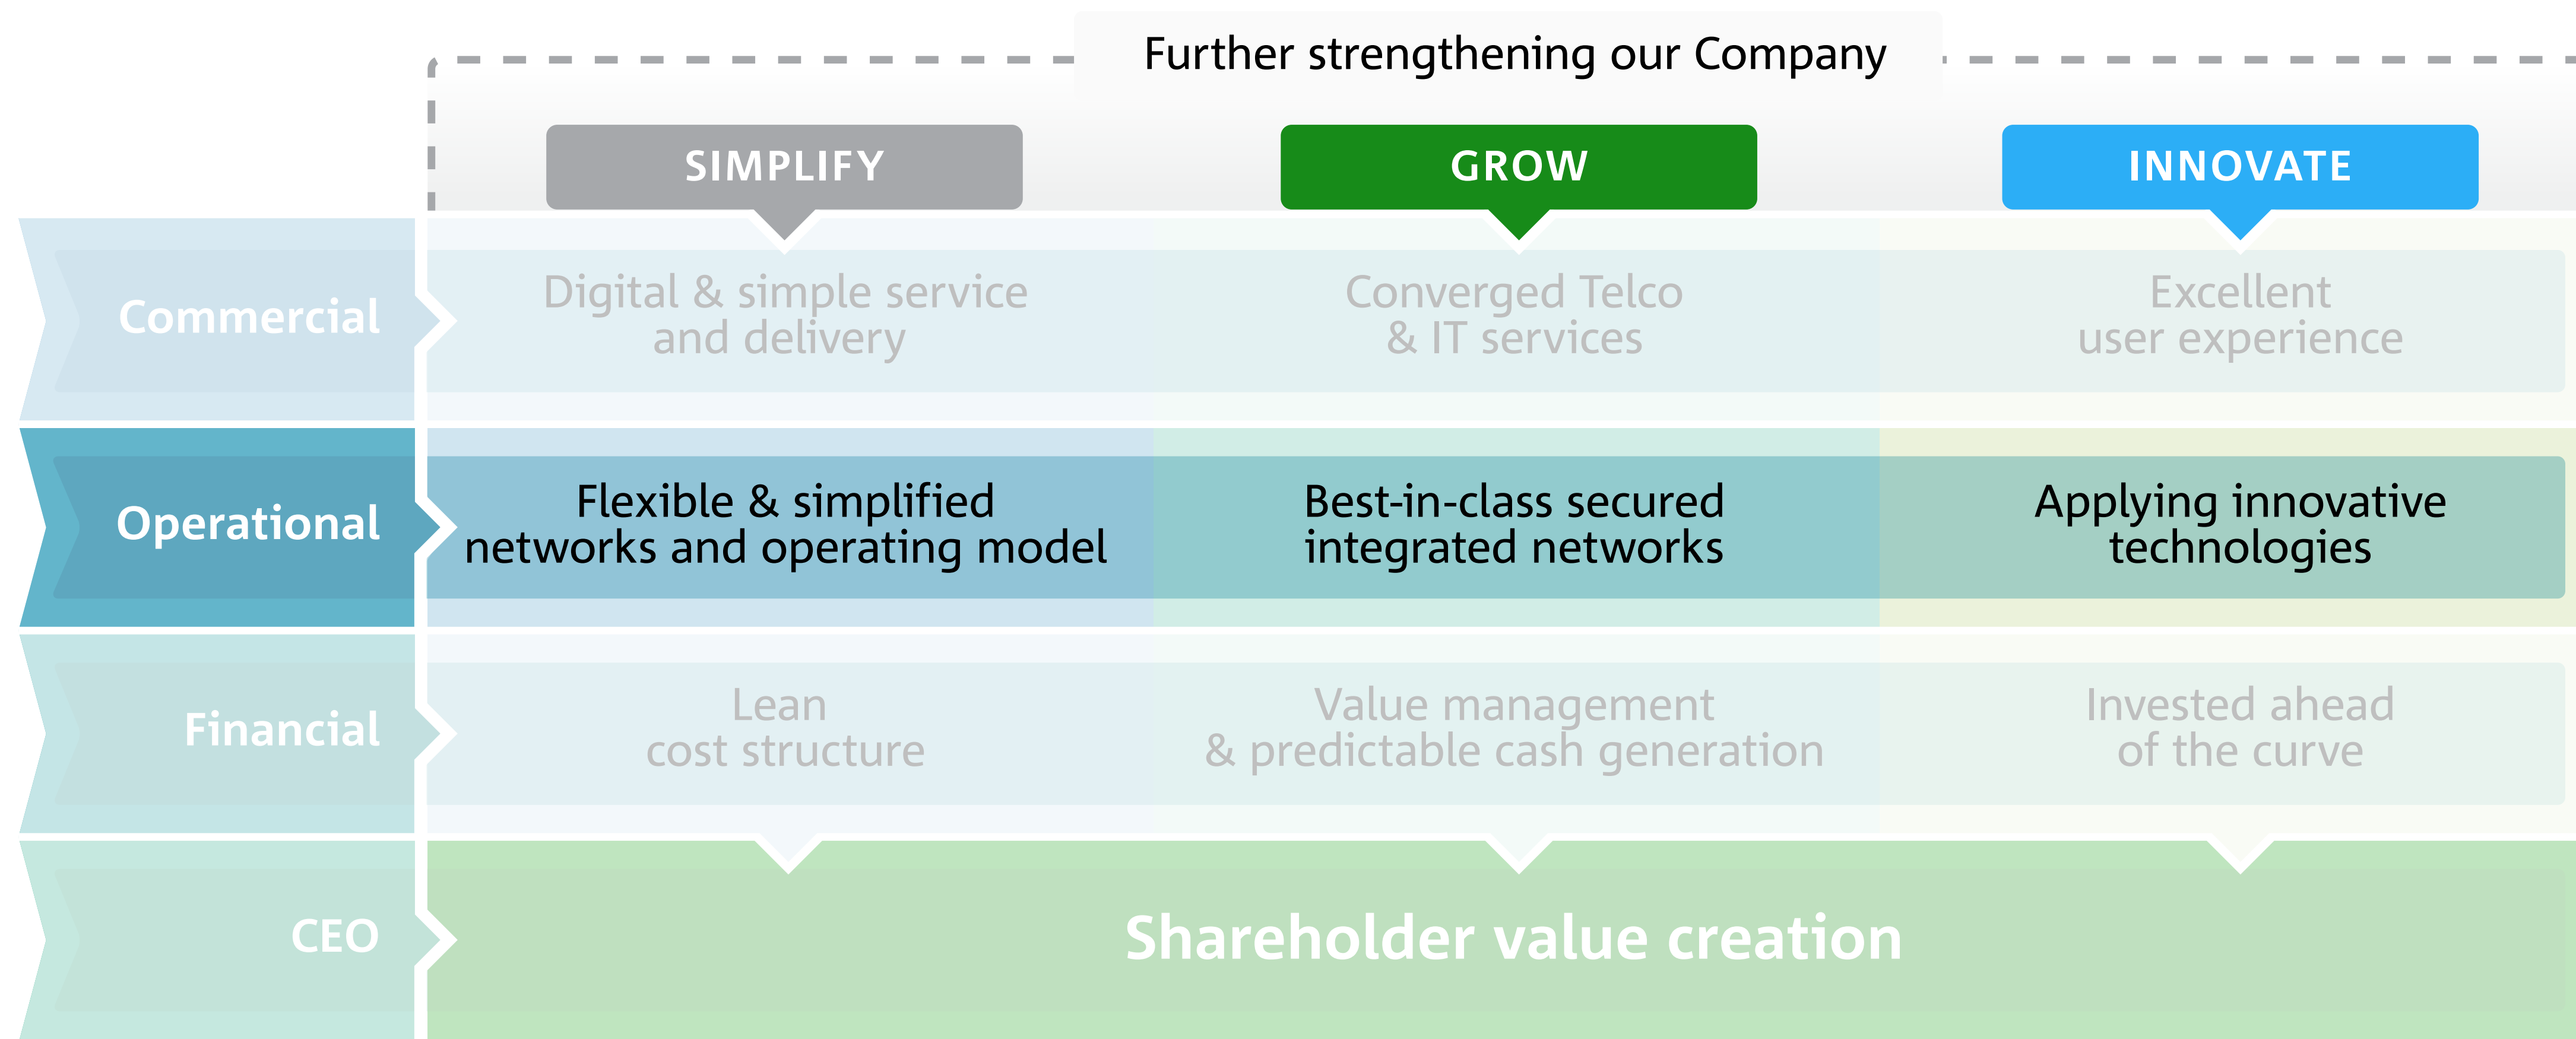 Further strengthening our Company
SIMPLIFY
GROW
INNOVATE
Commercial
Digital & simple service
and delivery
Converged Telco
& IT services
Excellent
user experience
Operational
Flexible & simplified
networks and operating model
Best-in-class secured
integrated networks
Applying innovative
technologies
Financial
Lean
cost structure
Value management
& predictable cash generation
Invested ahead
of the curve
CEO
Shareholder value creation